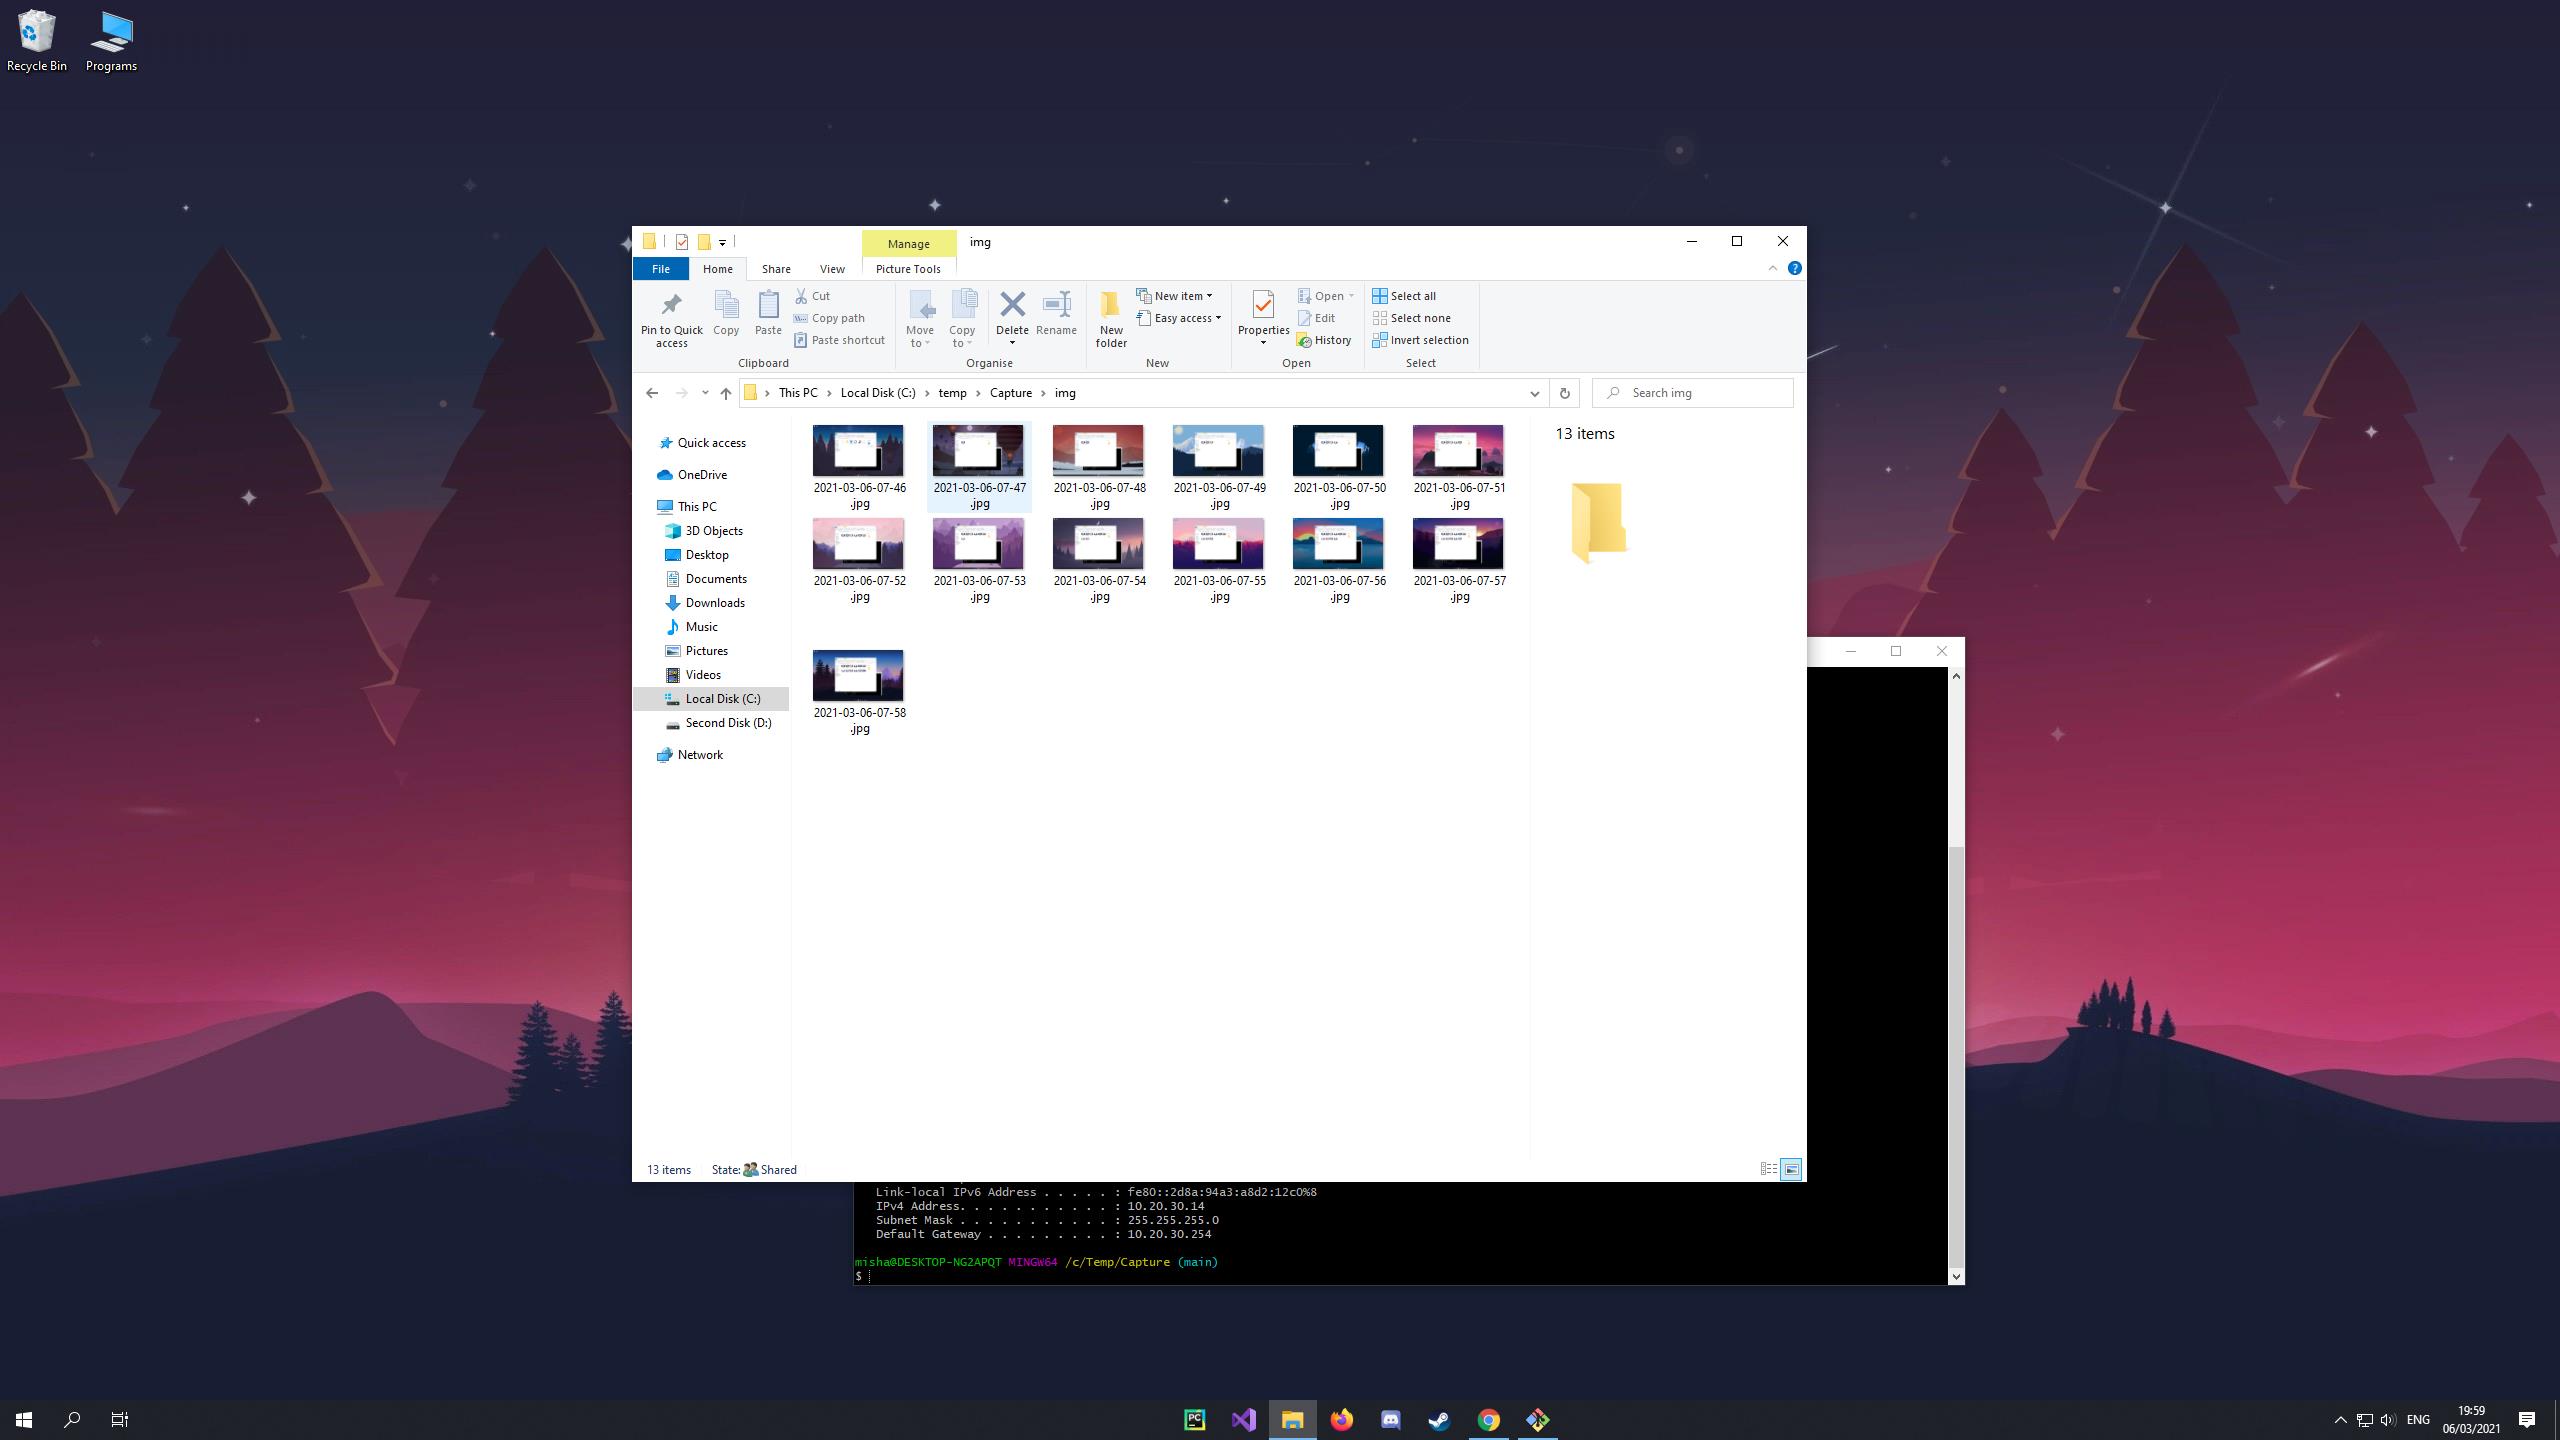 Recycle Bin
Programs
Manage
img
File
Home
Share
View
Picture Tools
Pin to Quick access
Copy
Paste
Cut
Copy path
Paste shortcut
Clipboard
Move to
Copy to
Delete
Rename
Organise
New folder
New item
Easy access
New
Properties
Open
Edit
History
Open
Select all
Select none
Invert selection
Select
This PC
Local Disk (C:)
temp
Capture
img
Search img
Quick access
OneDrive
This PC
3D Objects
Desktop
Documents
Downloads
Music
Pictures
Videos
Local Disk (C:)
Second Disk (D:)
Network
2021-03-06-07-46.jpg
2021-03-06-07-47.jpg
2021-03-06-07-48.jpg
2021-03-06-07-49.jpg
2021-03-06-07-50.jpg
2021-03-06-07-51.jpg
2021-03-06-07-52.jpg
2021-03-06-07-53.jpg
2021-03-06-07-54.jpg
2021-03-06-07-55.jpg
2021-03-06-07-56.jpg
2021-03-06-07-57.jpg
2021-03-06-07-58.jpg
13 items
13 items
State: Shared
Link-local IPv6 Address . . . . . : fe80::2d8a:94a3:a8d2:12c0%8
IPv4 Address. . . . . . . . . . . : 10.20.30.14
Subnet Mask . . . . . . . . . . . : 255.255.255.0
Default Gateway . . . . . . . . . : 10.20.30.254
misha@DESKTOP-NG2APQT MINGW64 /c/Temp/Capture (main)
$
PC
ENG
19:59
06/03/2021